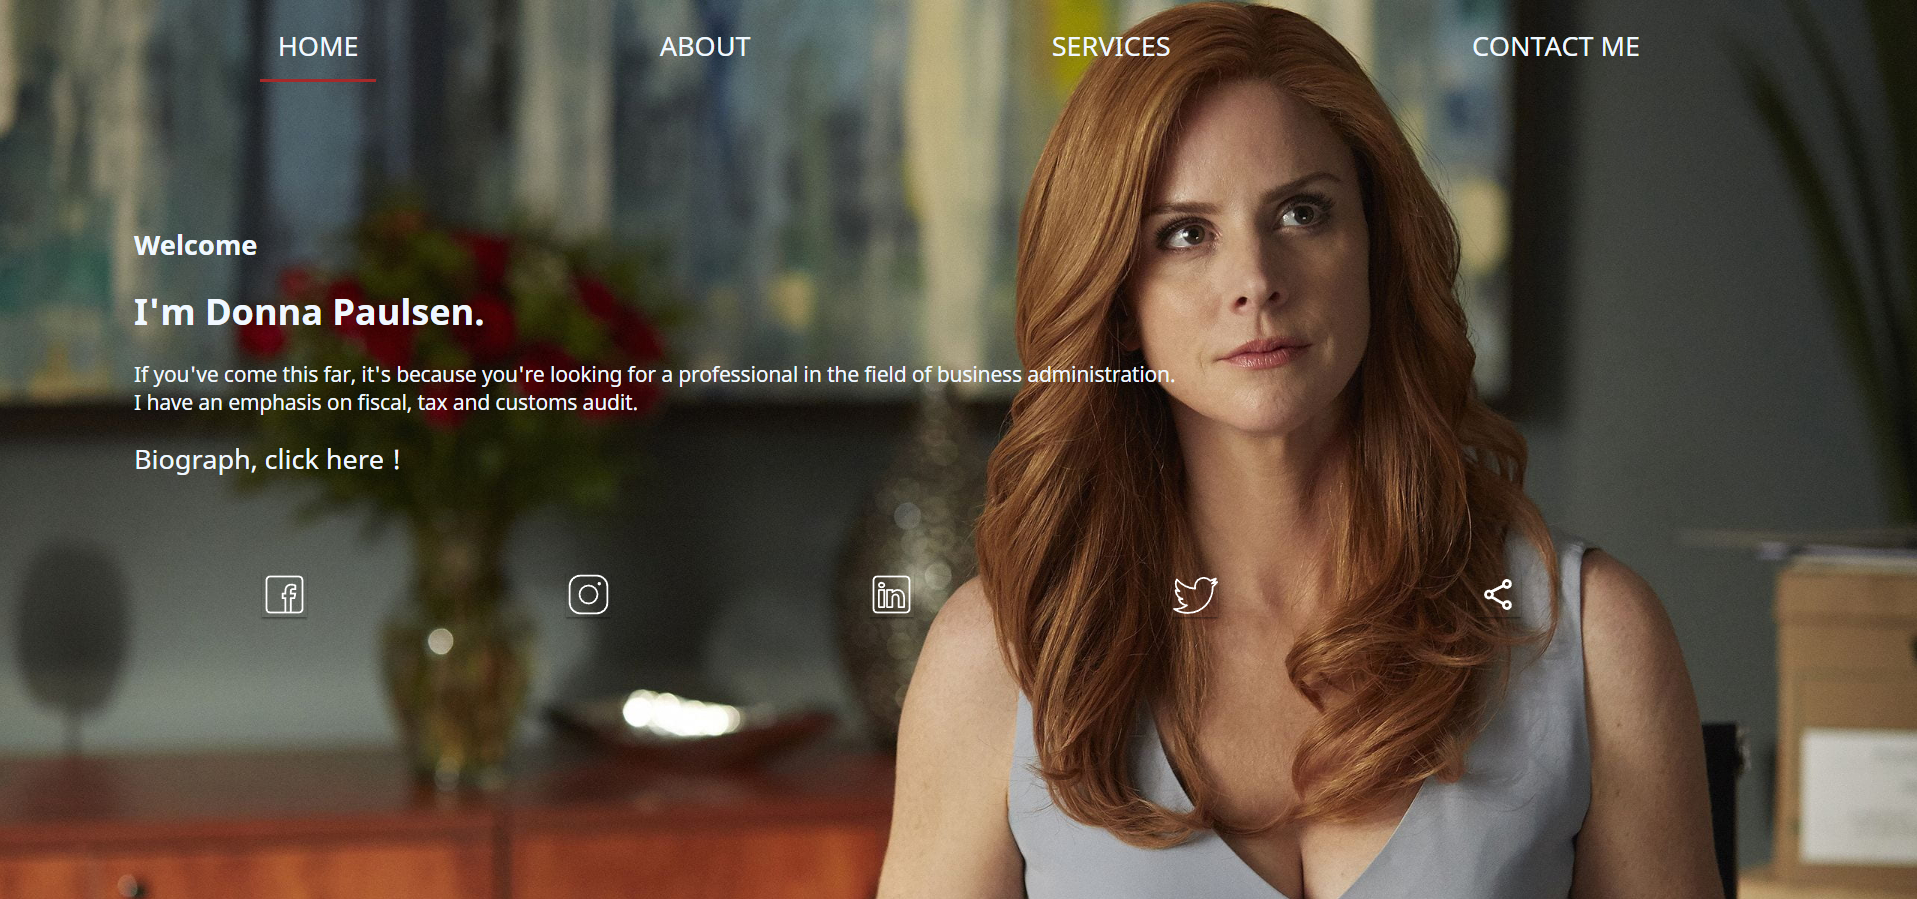 HOME ABOUT SERVICES CONTACT ME
Welcome
I'm Donna Paulsen.
If you've come this far, it's because you're looking for a professional in the field of business administration.
I have an emphasis on fiscal, tax and customs audit.
Biograph, click here !